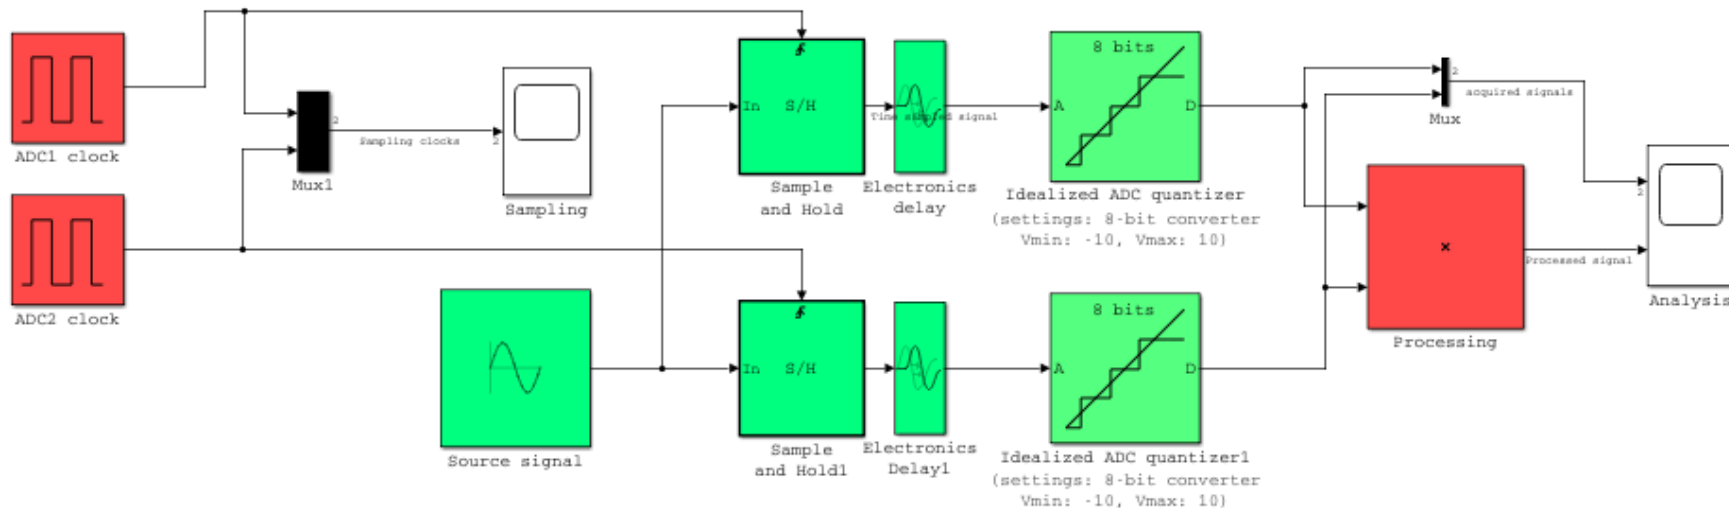 ADC1 clock
ADC2 clock
2
Mux1
Sampling clocks
2
Sampling
Source signal
In
S/H
Sample
and Hold
Time sampled signal
Electronics
delay
8 bits
A
D
Idealized ADC quantizer
(settings: 8-bit converter
Vmin: -10, Vmax: 10)
In
S/H
Sample
and Hold1
Electronics
Delay1
8 bits
A
D
Idealized ADC quantizer1
(settings: 8-bit converter
Vmin: -10, Vmax: 10)
2
acquired signals
Mux
×
Processing
Processed signal
2
Analysis